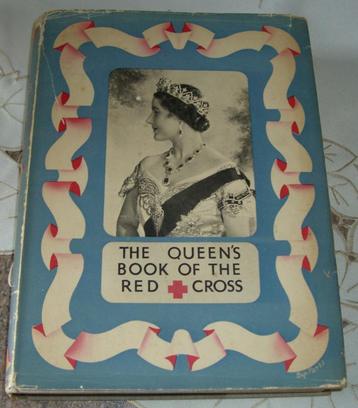 THE QUEEN'S
BOOK OF THE
RED CROSS